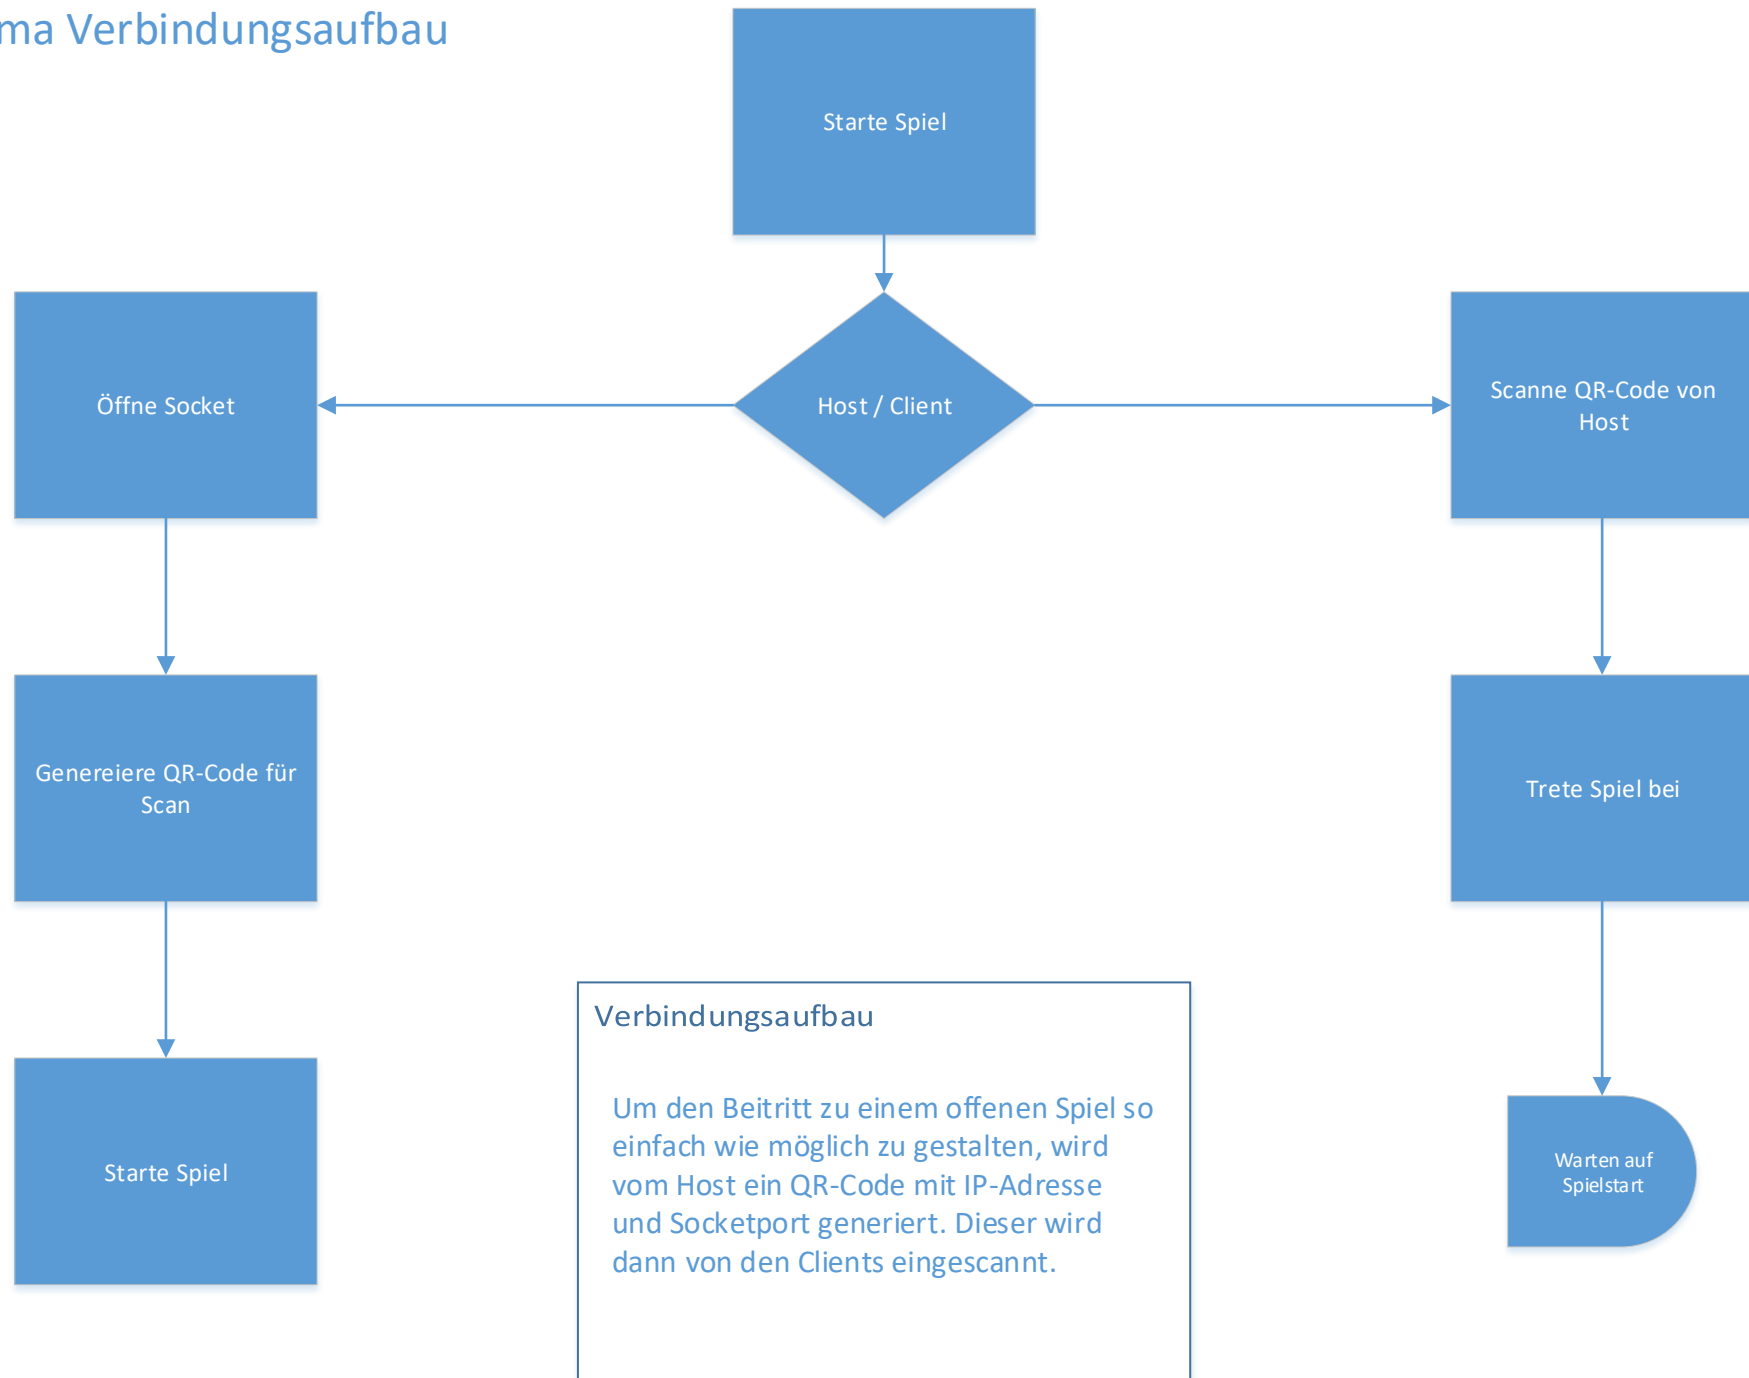 ma Verbindungsaufbau
Starte Spiel
Host / Client
Öffne Socket
Scanne QR-Code von
Host
Genereiere QR-Code für
Scan
Trete Spiel bei
Starte Spiel
Warten auf
Spielstart
Verbindungsaufbau
Um den Beitritt zu einem offenen Spiel so
einfach wie möglich zu gestalten, wird
vom Host ein QR-Code mit IP-Adresse
und Socketport generiert. Dieser wird
dann von den Clients eingescannt.